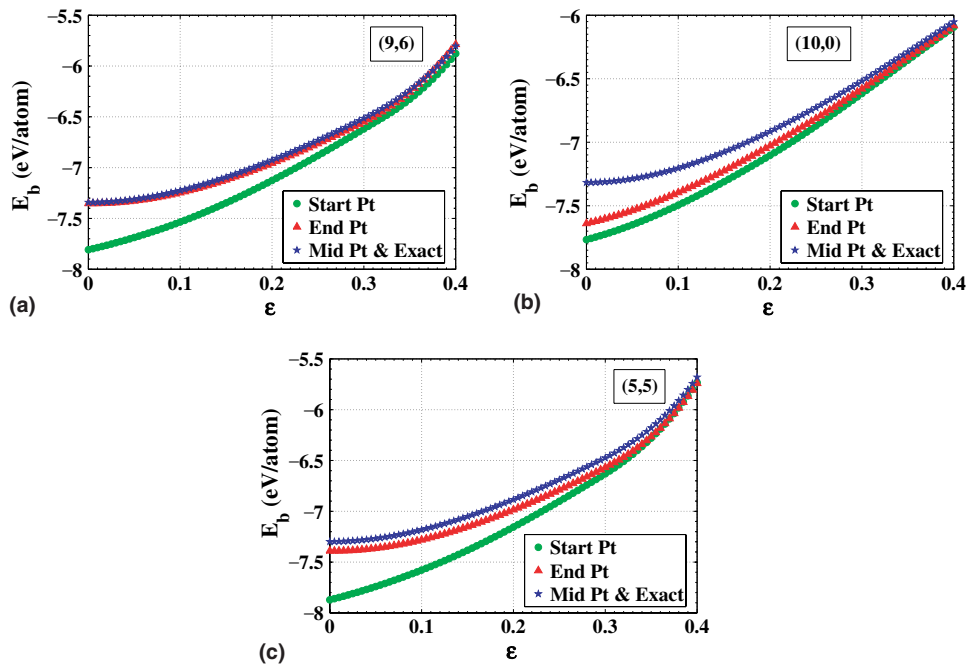 −5.5
−6
−6.5
−7
−7.5
−8
E_b (eV/atom)
(9,6)
Start Pt
End Pt
Mid Pt & Exact
0
0.1
0.2
0.3
0.4
ε
(a)
−6
−6.5
−7
−7.5
−8
E_b (eV/atom)
(10,0)
Start Pt
End Pt
Mid Pt & Exact
0
0.1
0.2
0.3
0.4
ε
(b)
−5.5
−6
−6.5
−7
−7.5
−8
E_b (eV/atom)
(5,5)
Start Pt
End Pt
Mid Pt & Exact
0
0.1
0.2
0.3
0.4
ε
(c)